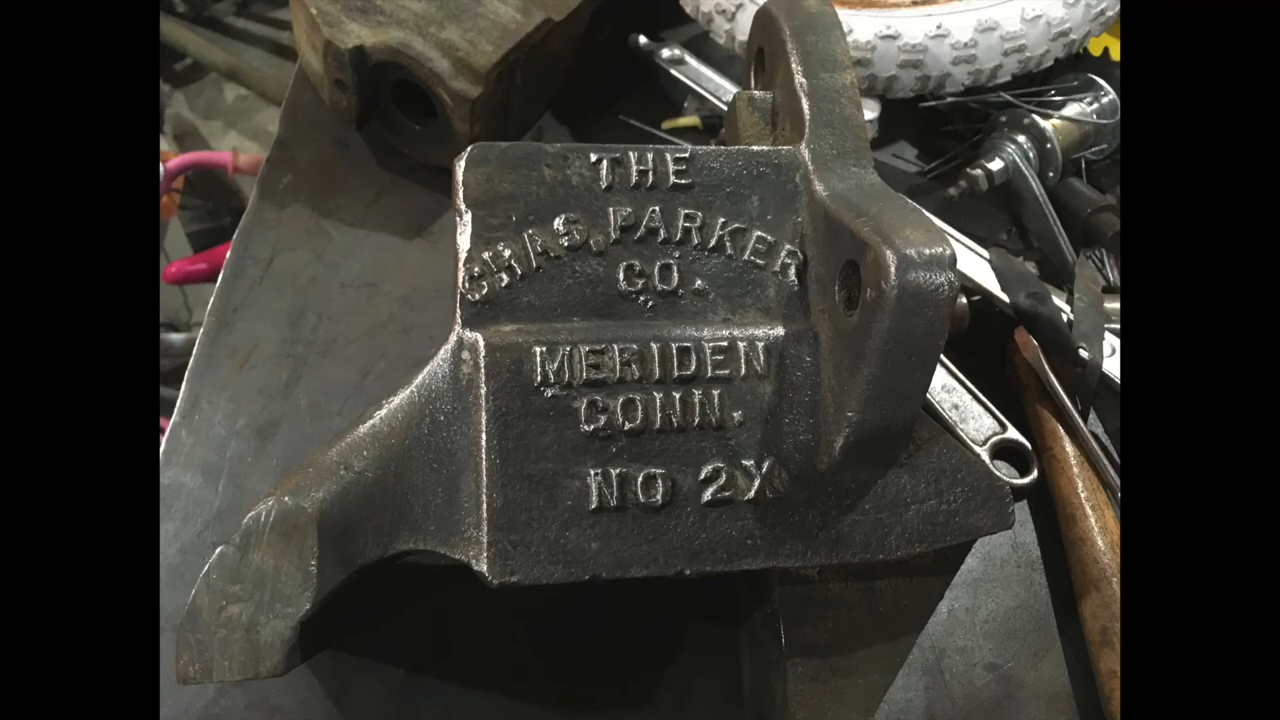 THE
CHAS. PARKER
CO.
MERIDEN
CONN.
NO 2X